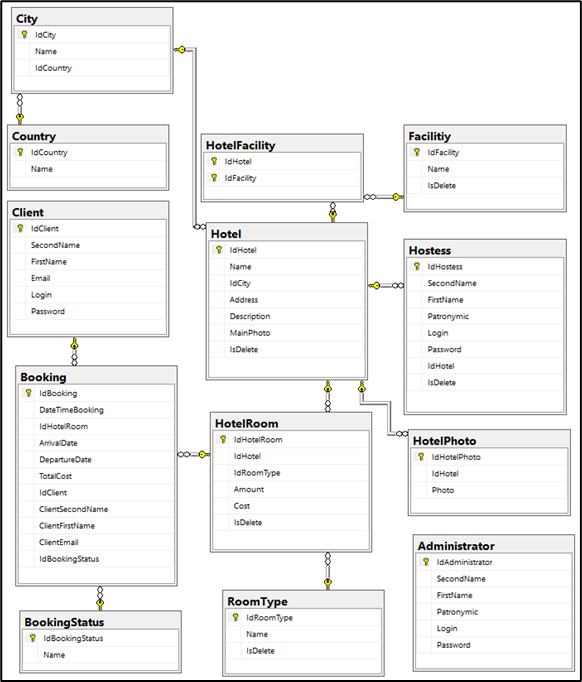 City
IdCity
Name
IdCountry
Country
IdCountry
Name
HotelFacility
IdHotel
IdFacility
Facilitiy
IdFacility
Name
IsDelete
Client
IdClient
SecondName
FirstName
Email
Login
Password
Hotel
IdHotel
Name
IdCity
Address
Description
MainPhoto
IsDelete
Hostess
IdHostess
SecondName
FirstName
Patronymic
Login
Password
IdHotel
IsDelete
Booking
IdBooking
DateTimeBooking
IdHotelRoom
ArrivalDate
DepartureDate
TotalCost
IdClient
ClientSecondName
ClientFirstName
ClientEmail
IdBookingStatus
HotelRoom
IdHotelRoom
IdHotel
IdRoomType
Amount
Cost
IsDelete
HotelPhoto
IdHotelPhoto
IdHotel
Photo
Administrator
IdAdministrator
SecondName
FirstName
Patronymic
Login
Password
BookingStatus
IdBookingStatus
Name
RoomType
IdRoomType
Name
IsDelete